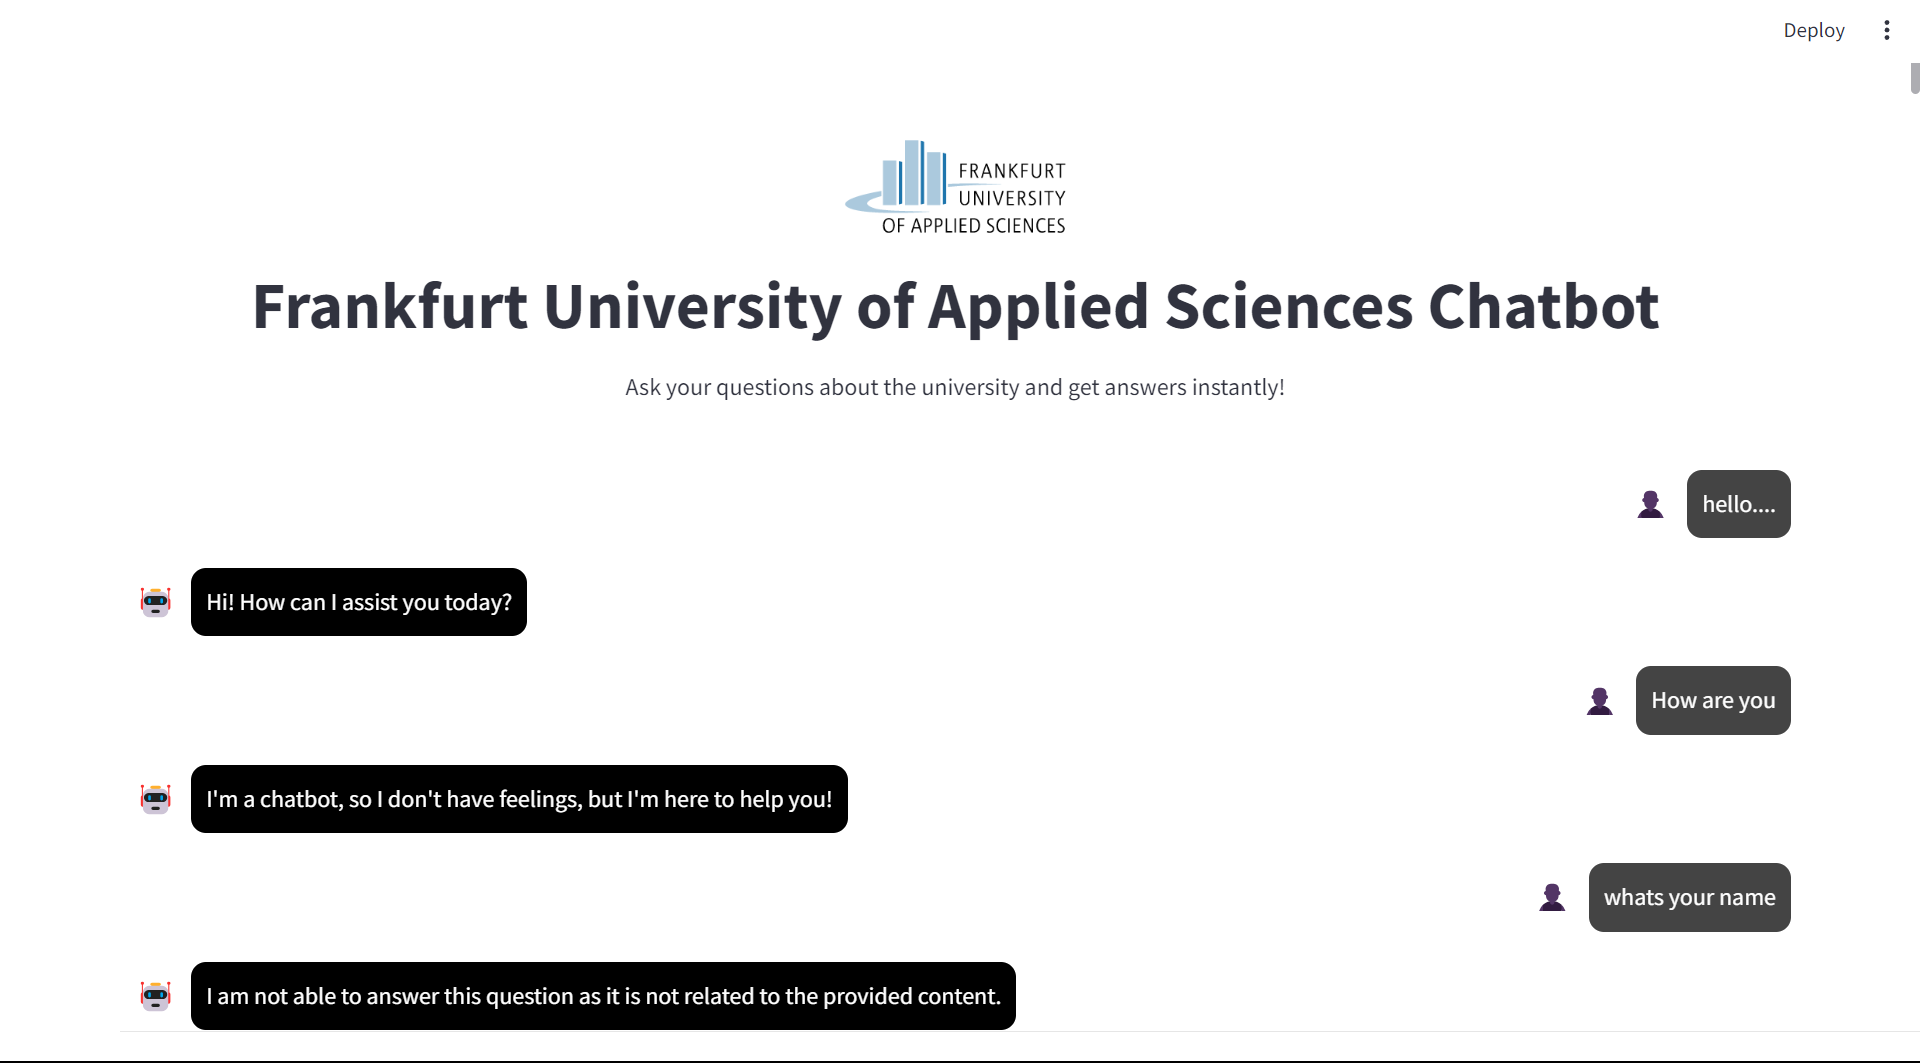 Deploy
FRANKFURT
UNIVERSITY
OF APPLIED SCIENCES
Frankfurt University of Applied Sciences Chatbot
Ask your questions about the university and get answers instantly!
hello....
Hi! How can I assist you today?
How are you
I'm a chatbot, so I don't have feelings, but I'm here to help you!
whats your name
I am not able to answer this question as it is not related to the provided content.